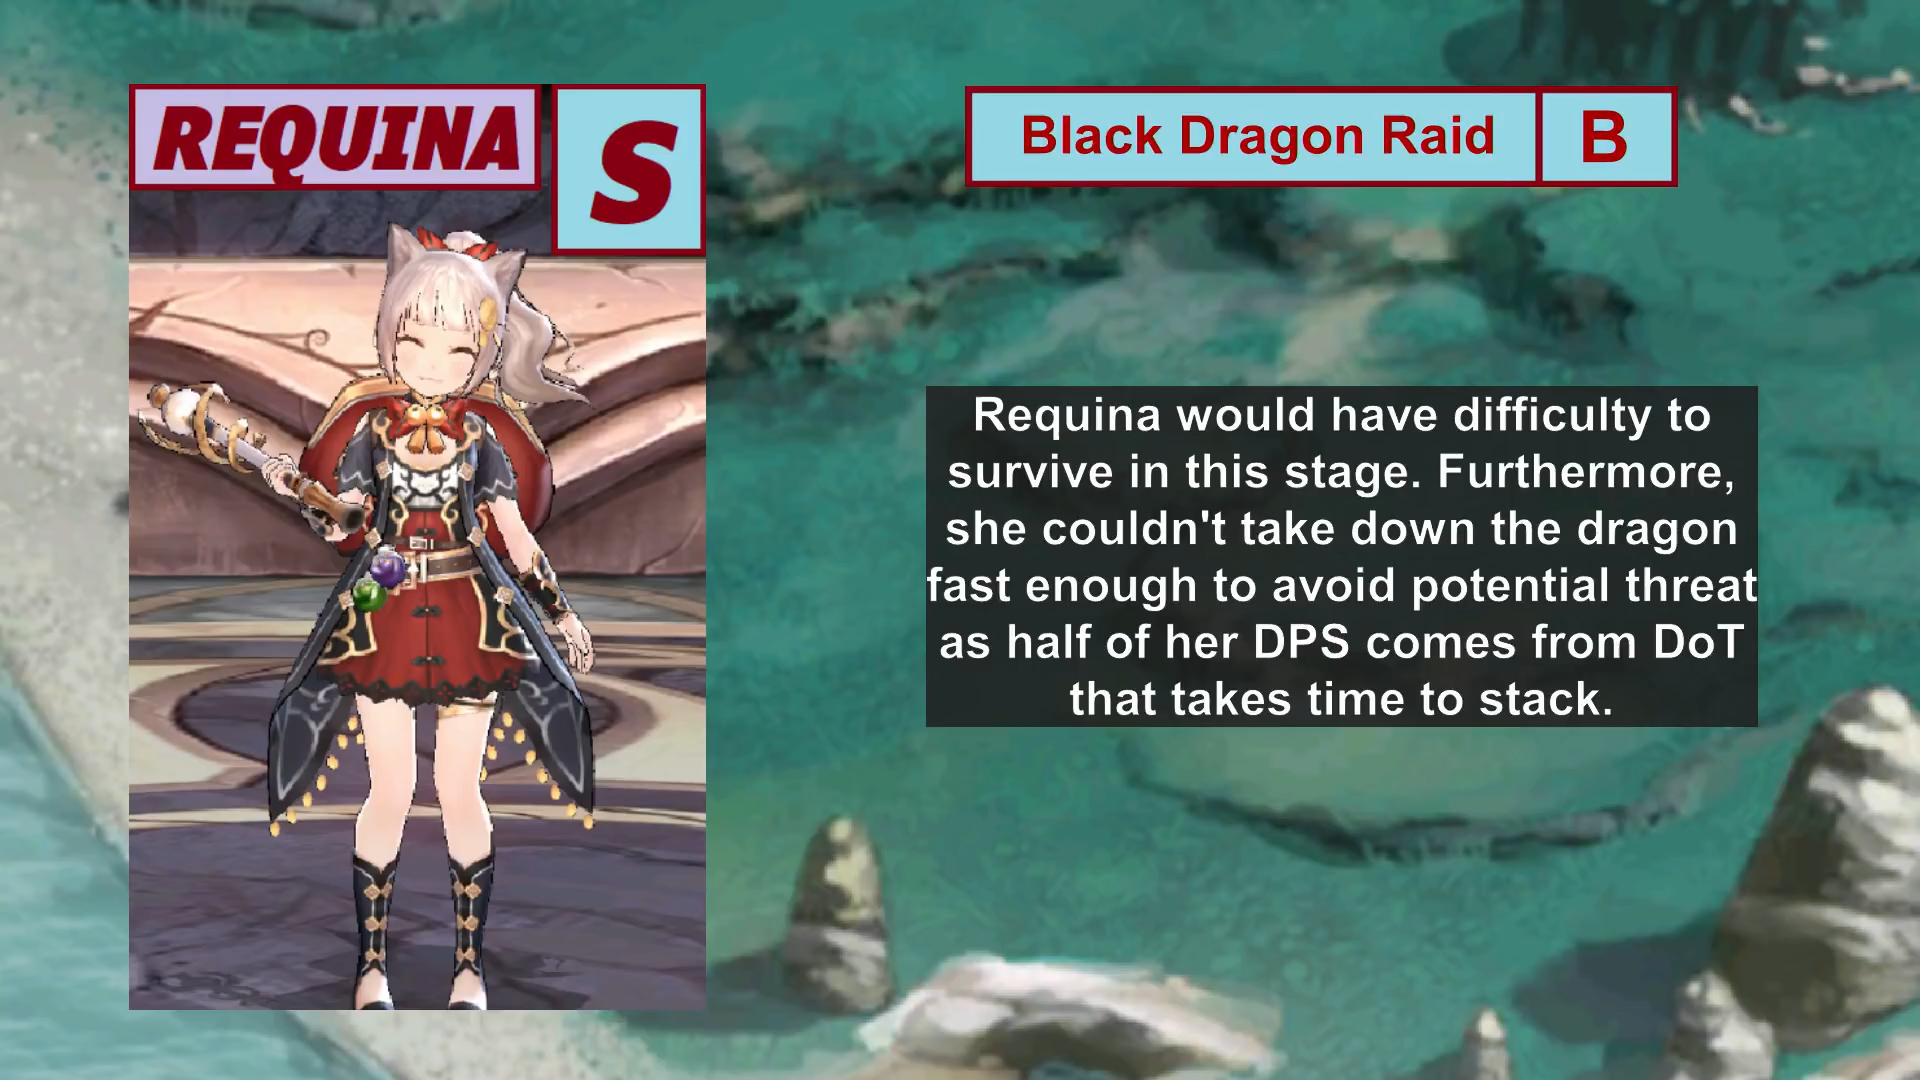 REQUINA
S
Black Dragon Raid
B
Requina would have difficulty to
survive in this stage. Furthermore,
she couldn't take down the dragon
fast enough to avoid potential threat
as half of her DPS comes from DoT
that takes time to stack.